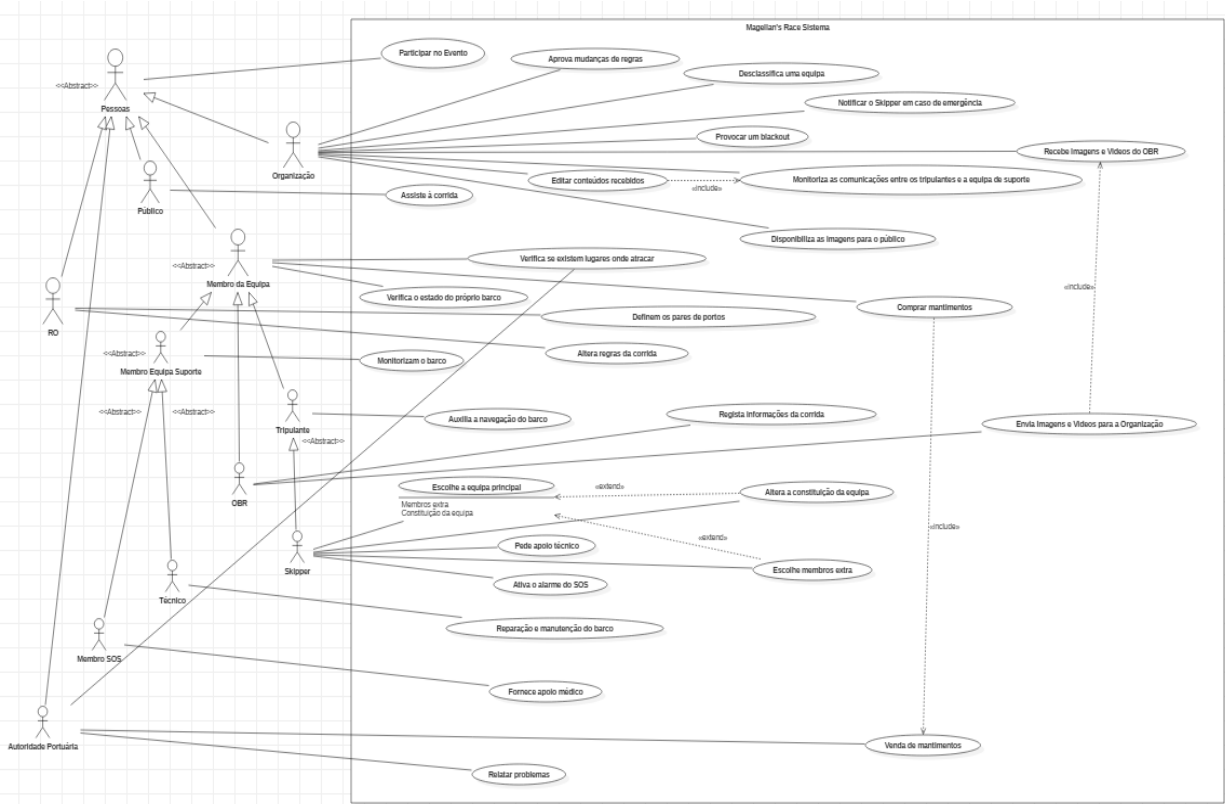 Magellan's Race Sistema
Participar no Evento
Aprova mudanças de regras
Desclassifica uma equipa
<<Abstract>>
Pessoas
Notificar o Skipper em caso de emergência
Provocar um blackout
Recebe Imagens e Videos do OBR
Organização
Editar conteúdos recebidos
«include»
Monitoriza as comunicações entre os tripulantes e a equipa de suporte
Público
Assiste à corrida
Disponibiliza as imagens para o público
<<Abstract>>
Membro da Equipa
Verifica se existem lugares onde atracar
Verifica o estado do próprio barco
«include»
Comprar mantimentos
RO
Definem os pares de portos
<<Abstract>>
Membro Equipa Suporte
Monitorizam o barco
Altera regras da corrida
<<Abstract>>
<<Abstract>>
Tripulante
<<Abstract>>
Auxilia a navegação do barco
Regista informações da corrida
Envia Imagens e Videos para a Organização
OBR
Escolhe a equipa principal
Membros extra
Constituição da equipa
«extend»
Altera a constituição da equipa
«include»
«extend»
Skipper
Pede apoio técnico
Escolhe membros extra
Ativa o alarme do SOS
Técnico
Reparação e manutenção do barco
Membro SOS
Fornece apoio médico
Autoridade Portuária
Venda de mantimentos
Relatar problemas